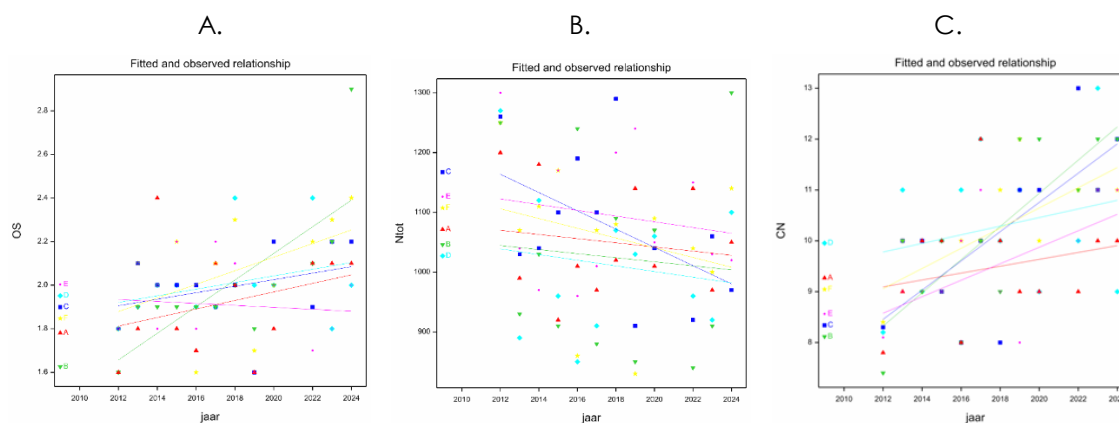 A.
B.
C.
Fitted and observed relationship
Fitted and observed relationship
Fitted and observed relationship
OS
2.8
2.6
2.4
2.2
2.0
1.8
1.6
E
D
C
F
A
B
2010 2012 2014 2016 2018 2020 2022 2024
jaar
Ntot
1300
1200
1100
1000
900
C
E
F
A
B
D
2010 2012 2014 2016 2018 2020 2022 2024
jaar
CN
13
12
11
10
9
8
D
A
F
E
C
B
2010 2012 2014 2016 2018 2020 2022
jaar